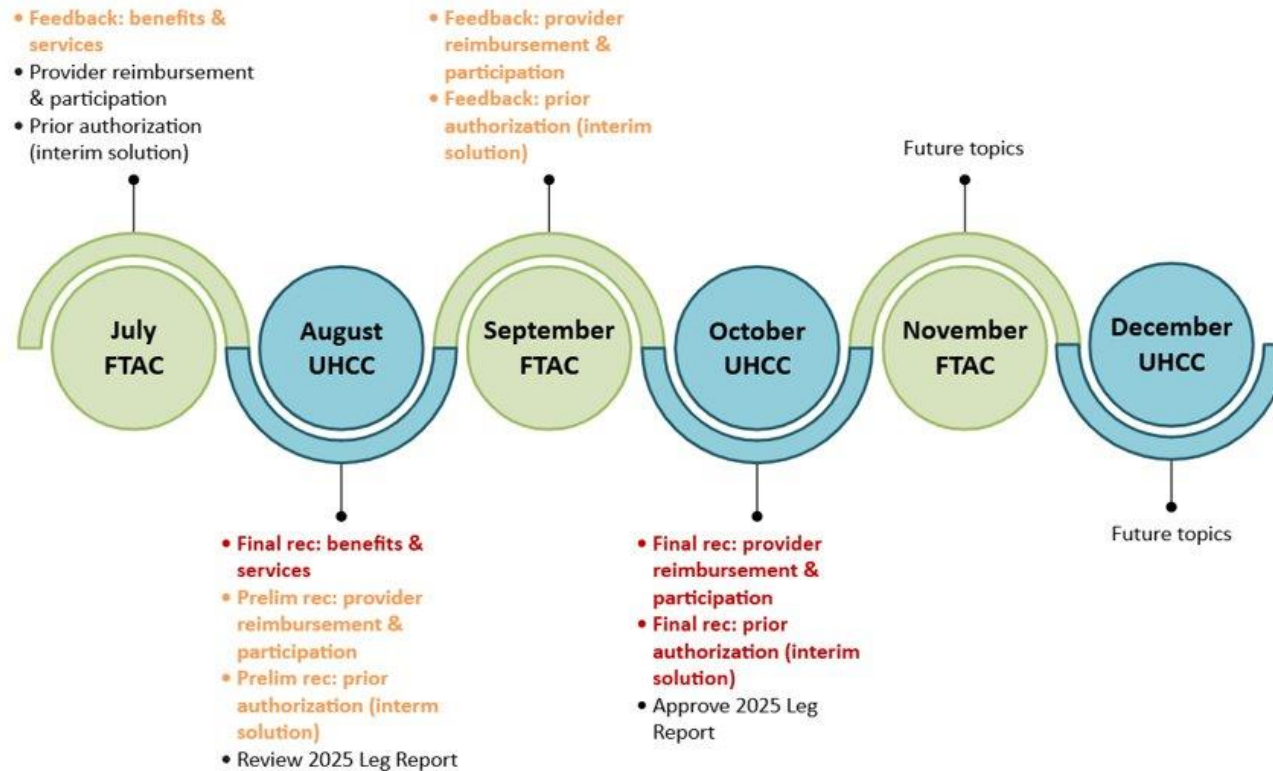 • Feedback: benefits &
services
• Provider reimbursement
& participation
• Prior authorization
(interim solution)
• Feedback: provider
reimbursement &
participation
• Feedback: prior
authorization (interim
solution)
Future topics
July
FTAC
August
UHCC
September
FTAC
October
UHCC
November
FTAC
December
UHCC
• Final rec: benefits &
services
• Prelim rec: provider
reimbursement &
participation
• Prelim rec: prior
authorization (interm
solution)
• Review 2025 Leg Report
• Final rec: provider
reimbursement &
participation
• Final rec: prior
authorization (interim
solution)
• Approve 2025 Leg
Report
Future topics